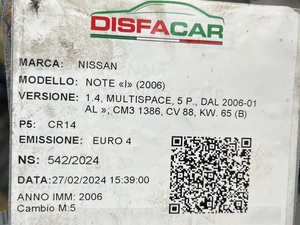 DISFACAR
MARCA: NISSAN
MODELLO: NOTE «I» (2006)
VERSIONE: 1.4, MULTISPACE, 5 P., DAL 2006-01
AL »; CM3 1386, CV 88, KW. 65 (B)
P5: CR14
EMISSIONE: EURO 4
NS: 542/2024
DATA:27/02/2024 15:39:00
ANNO IMM: 2006
Cambio M:5